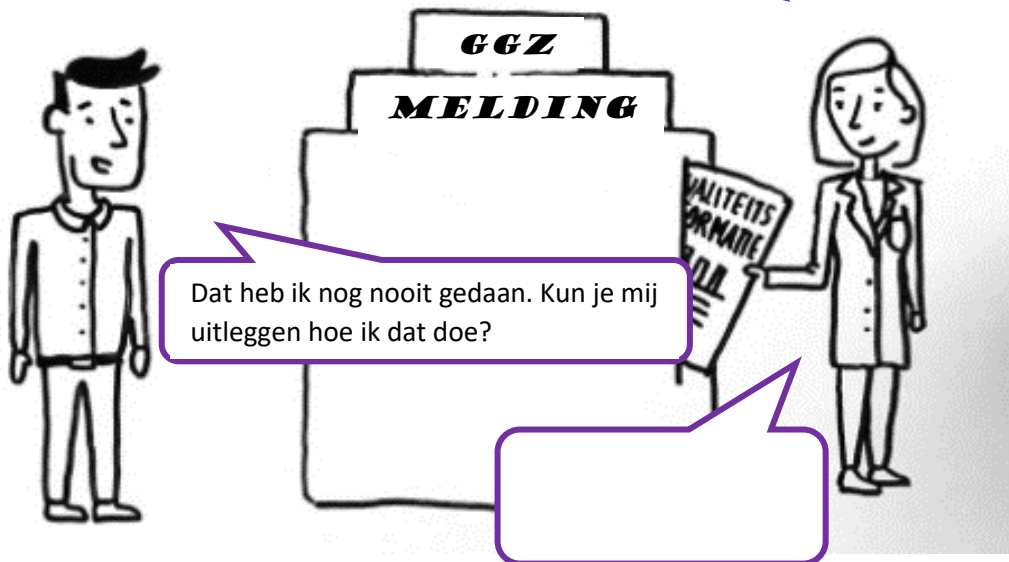 GGZ
MELDING
Dat heb ik nog nooit gedaan. Kun je mij
uitleggen hoe ik dat doe?